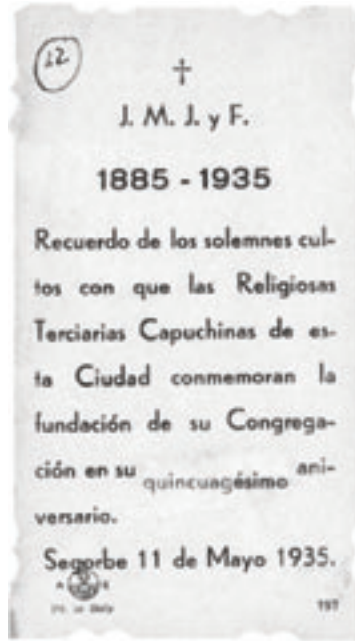 12
J. M. J. y F.
1885 - 1935
Recuerdo de los solemnes cul-
tos con que las Religiosas
Terciarias Capuchinas de es-
ta Ciudad conmemoran la
fundación de su Congrega-
ción en su quincuagésimo ani-
versario.
Segorbe 11 de Mayo 1935.
197